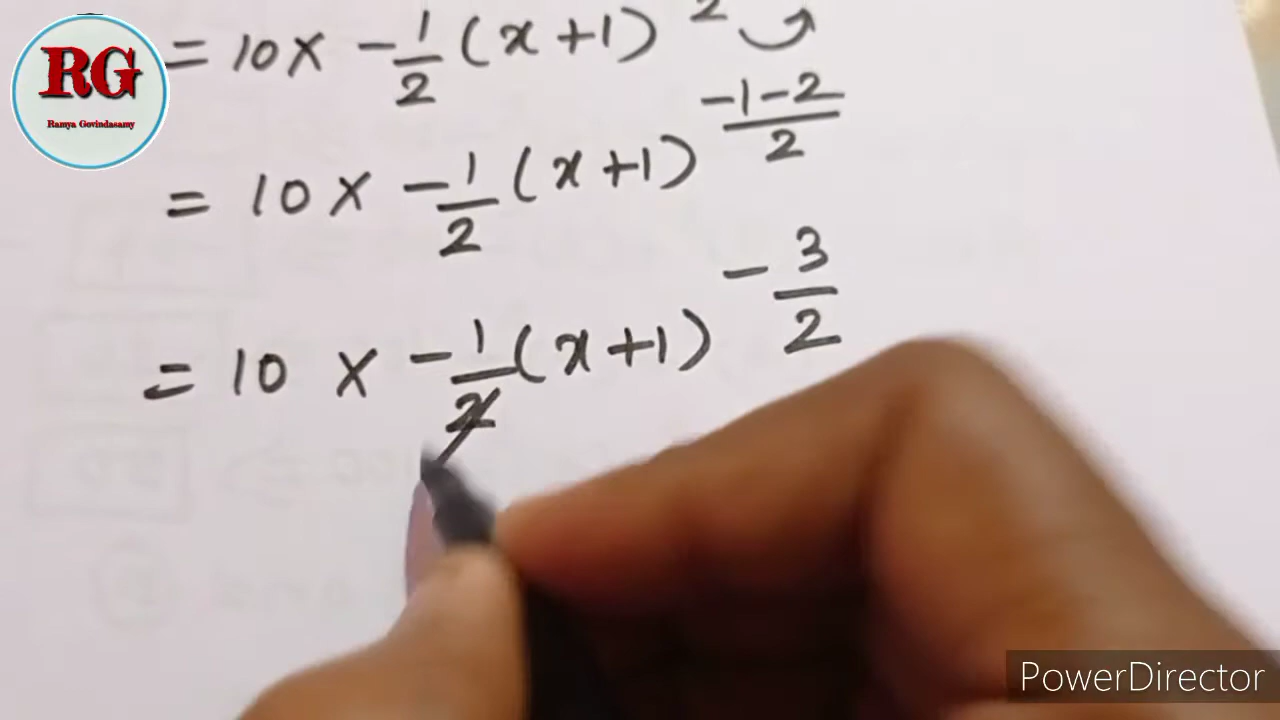 RG
Ramya Govindasamy
= 10 × -1/2 (x+1) 2
= 10 × -1/2 (x+1)^(-1-2)/2
= 10 × -1/2 (x+1)^-3/2
PowerDirector